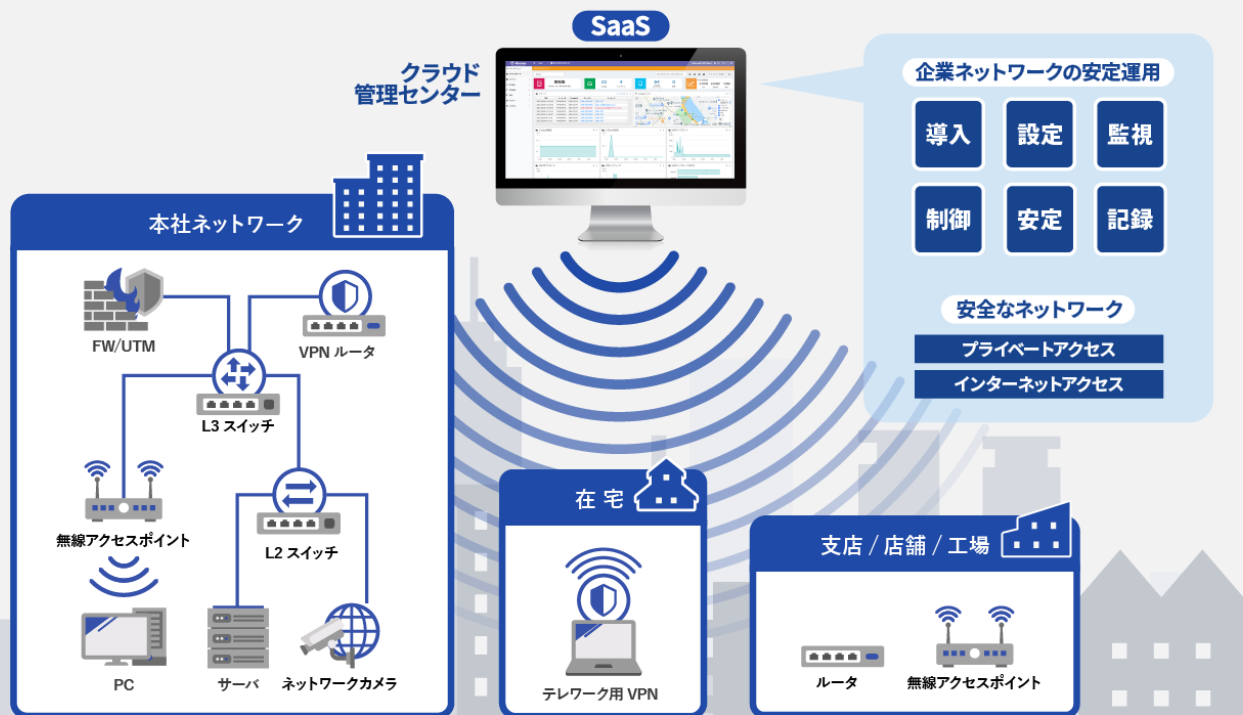 SaaS
クラウド
管理センター
企業ネットワークの安定運用
導入
設定
監視
制御
安定
記録
安全なネットワーク
プライベートアクセス
インターネットアクセス
本社ネットワーク
FW/UTM
VPN ルータ
L3 スイッチ
無線アクセスポイント
L2 スイッチ
PC
サーバ
ネットワークカメラ
在 宅
テレワーク用 VPN
支店 / 店舗 / 工場
ルータ
無線アクセスポイント